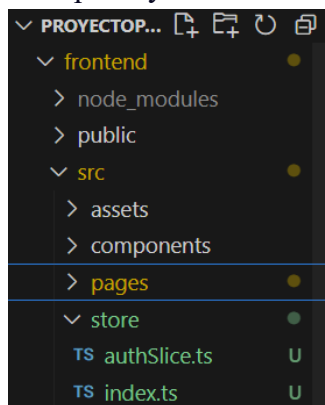 PROYECTOP...
frontend
node_modules
public
src
assets
components
pages
store
TS authSlice.ts U
TS index.ts U